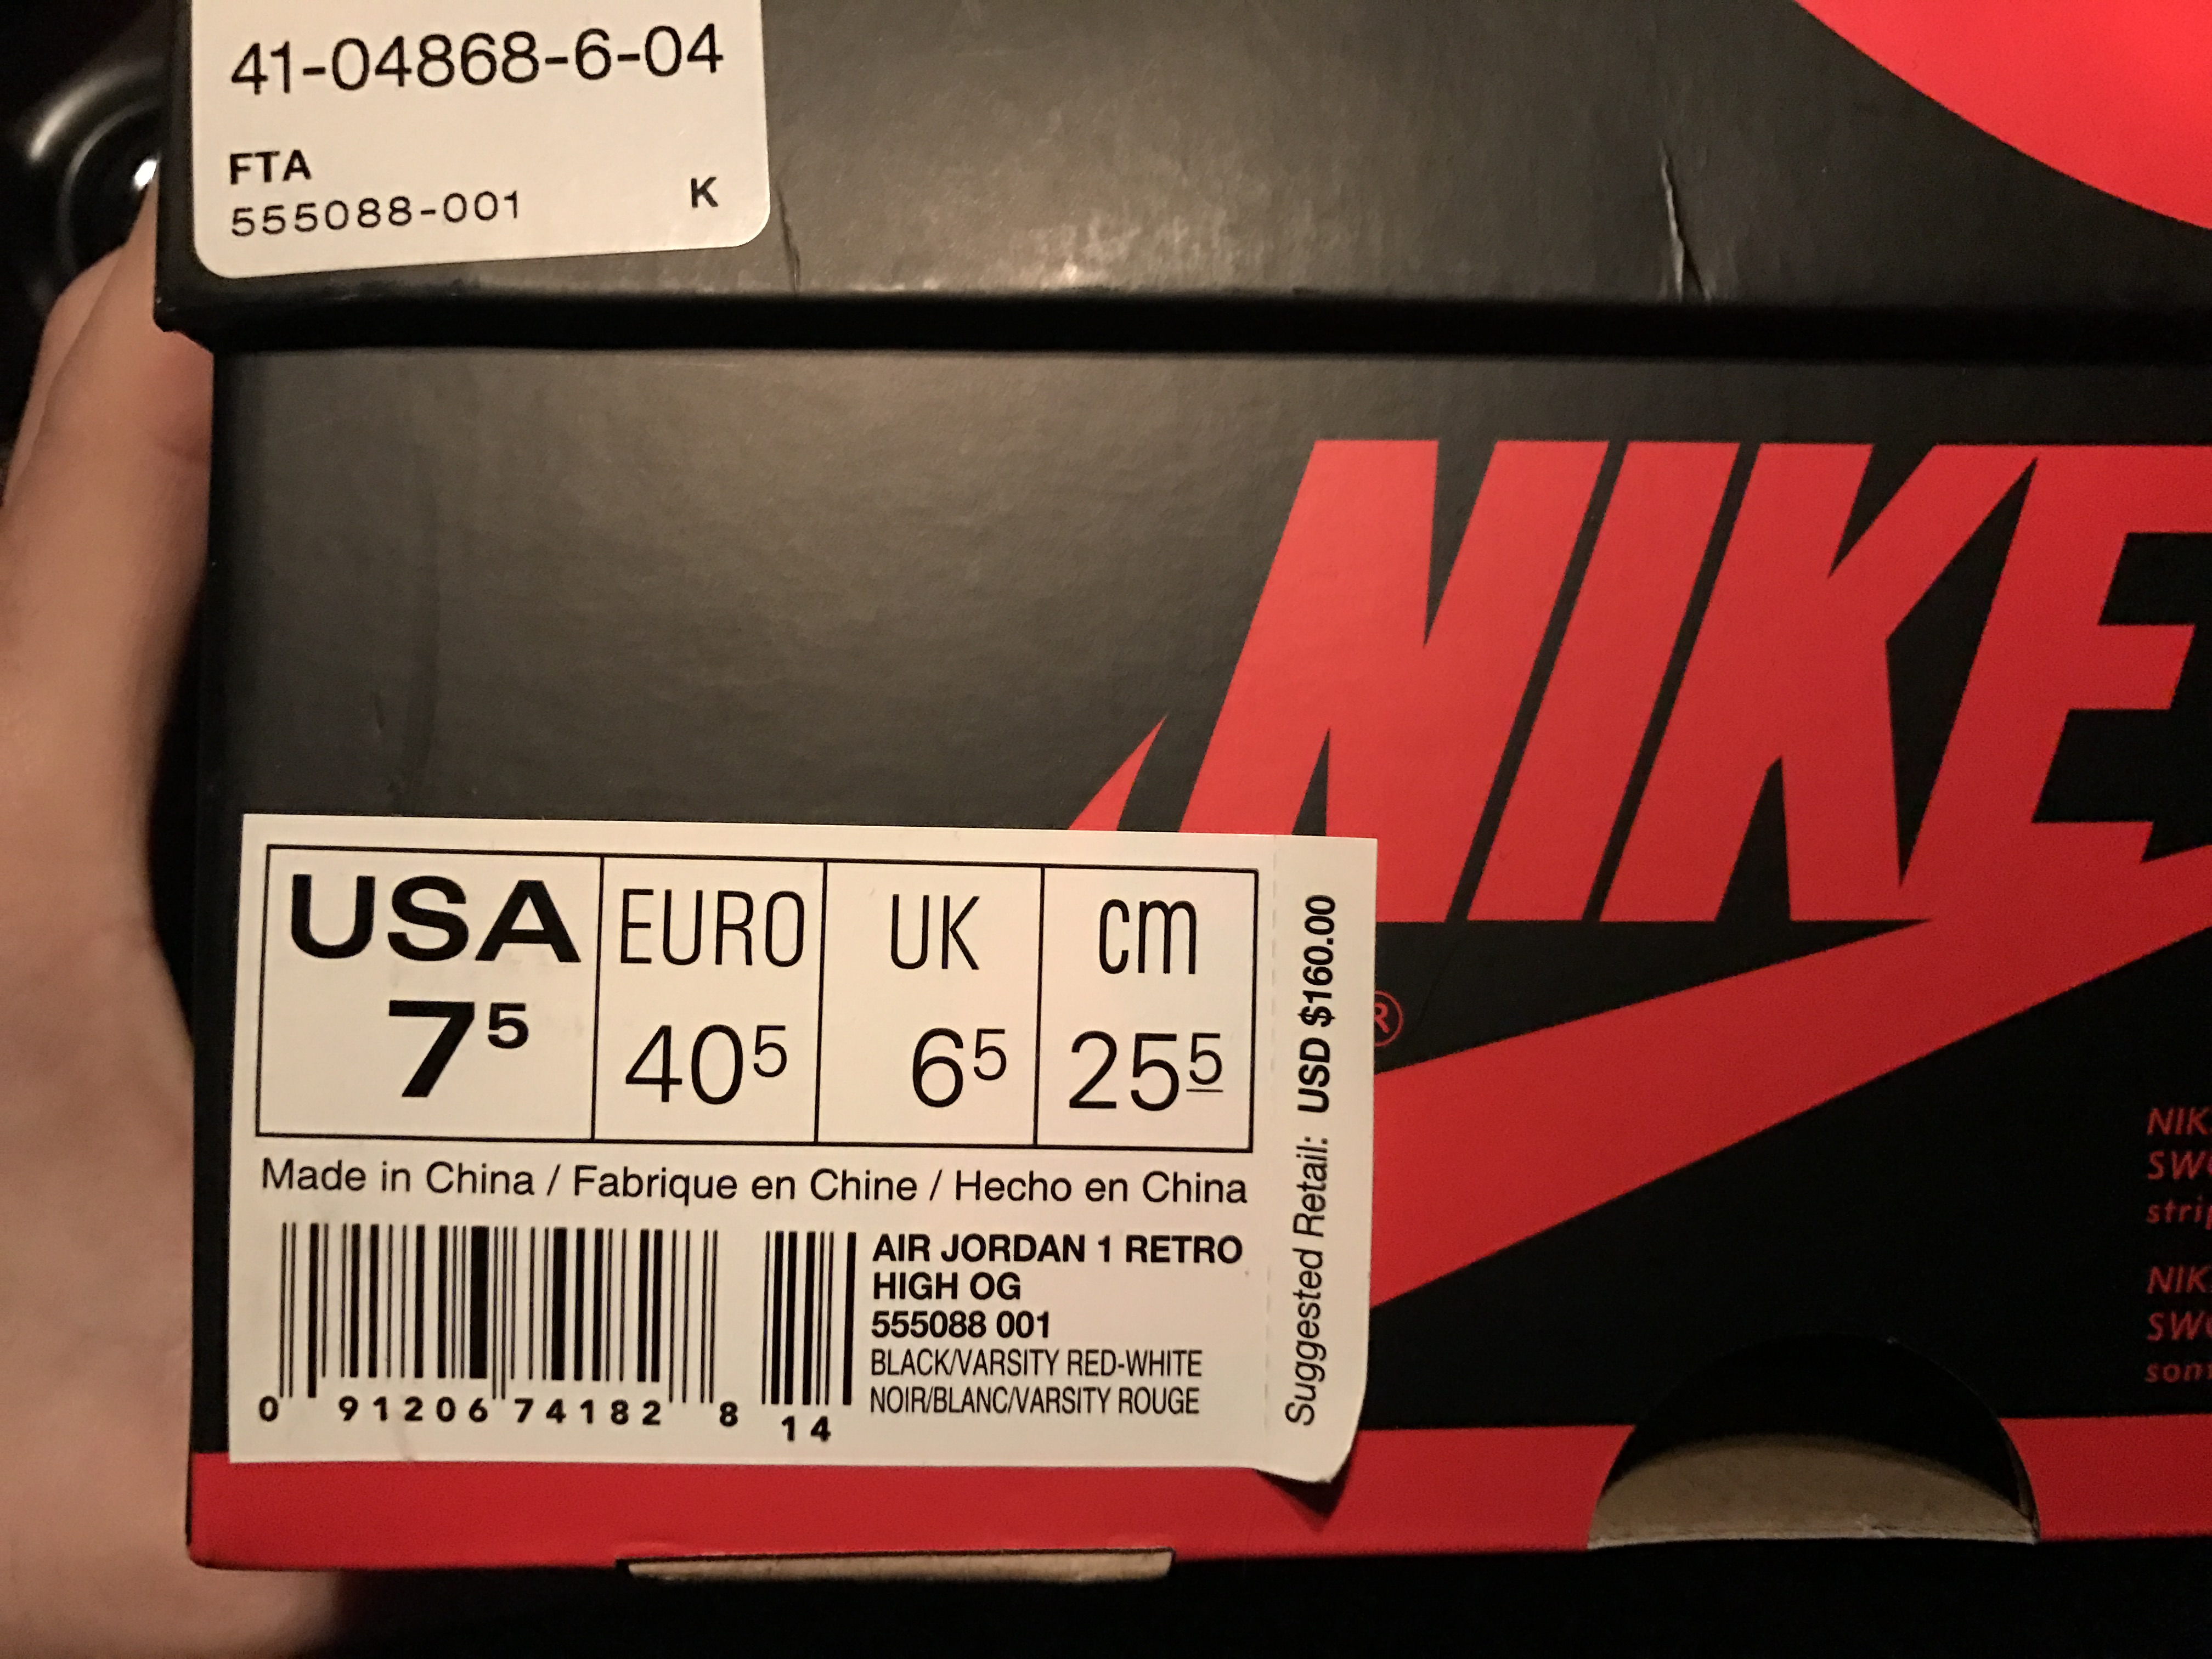 41-04868-6-04
FTA
555088-001 K
NIKE
®
USA EURO UK cm
7⁵ 40⁵ 6⁵ 25⁵
Suggested Retail: USD $160.00
Made in China / Fabrique en Chine / Hecho en China
AIR JORDAN 1 RETRO
HIGH OG
555088 001
BLACK/VARSITY RED-WHITE
NOIR/BLANC/VARSITY ROUGE
0 91206 74182 8 14